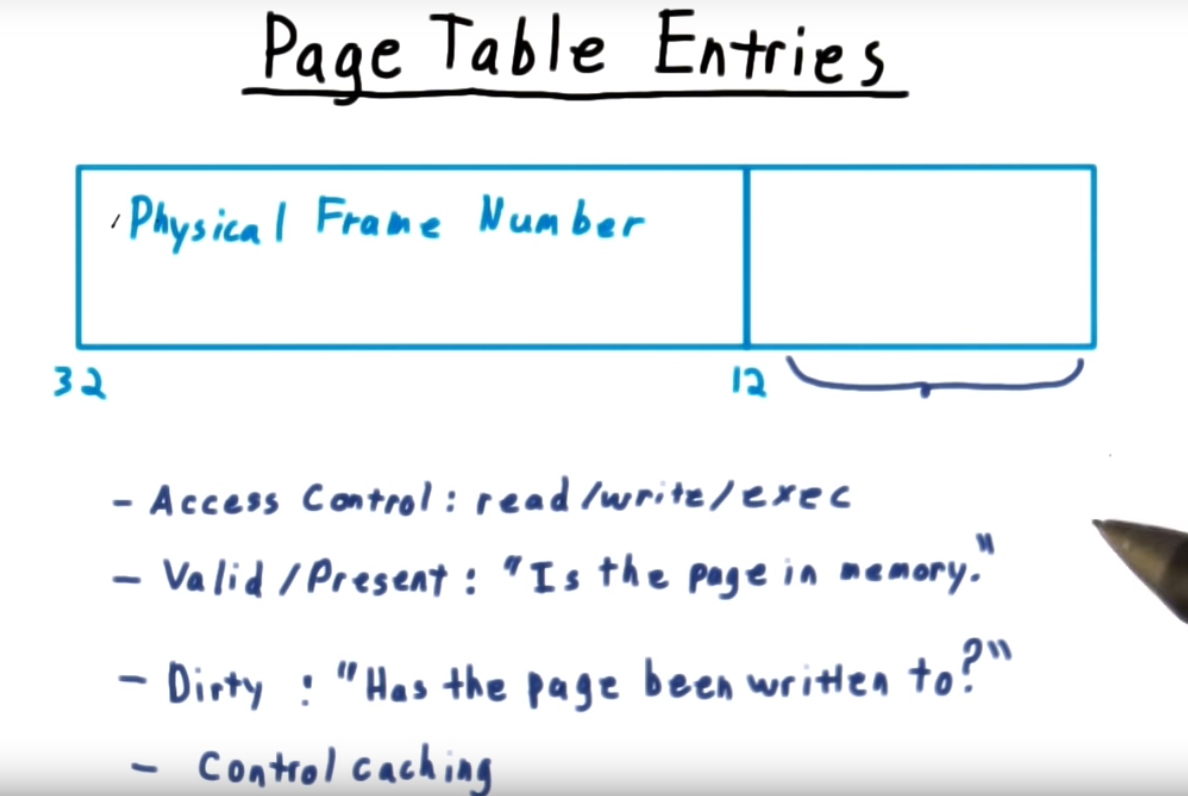 Page Table Entries
Physical Frame Number
32 12
- Access Control: read/write/exec
- Valid/Present: "Is the page in memory."
- Dirty : "Has the page been written to?"
- Control caching